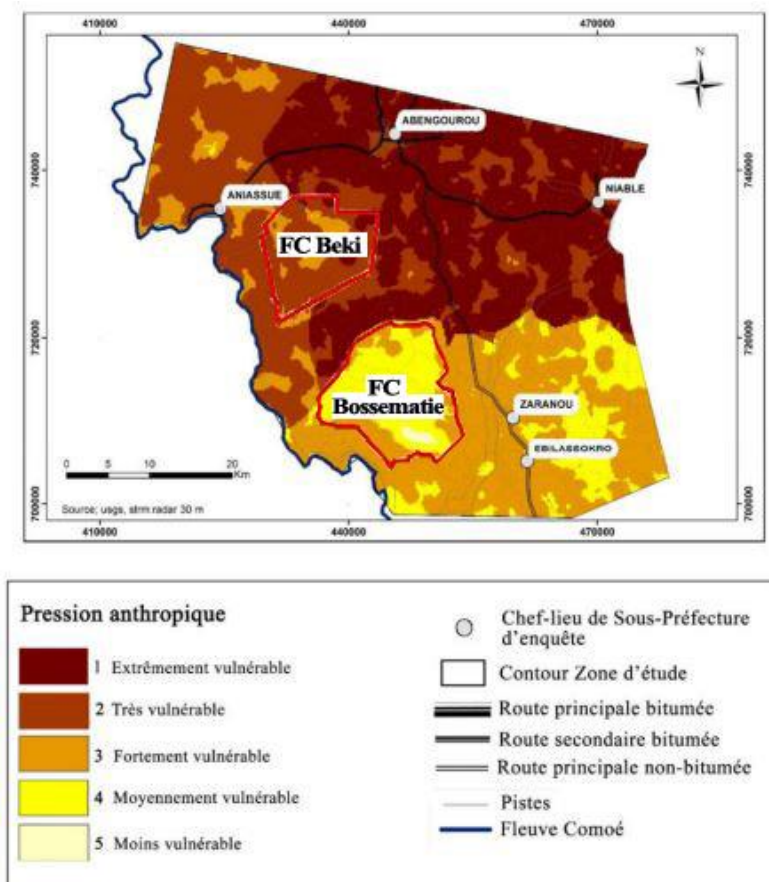 410000 440000 470000
N
ABENGOUROU
740000 740000
NIABLE
ANIASSUE
FC Beki
720000 720000
FC
Bossematie
ZARANOU
EBILASSOKRO
0 5 10 20
Km
700000 700000
Source; usgs, strm radar 30 m
410000 440000 470000
Pression anthropique
1 Extrêmement vulnérable
2 Très vulnérable
3 Fortement vulnérable
4 Moyennement vulnérable
5 Moins vulnérable
Chef-lieu de Sous-Préfecture
d'enquête
Contour Zone d'étude
Route principale bitumée
Route secondaire bitumée
Route principale non-bitumée
Pistes
Fleuve Comoé